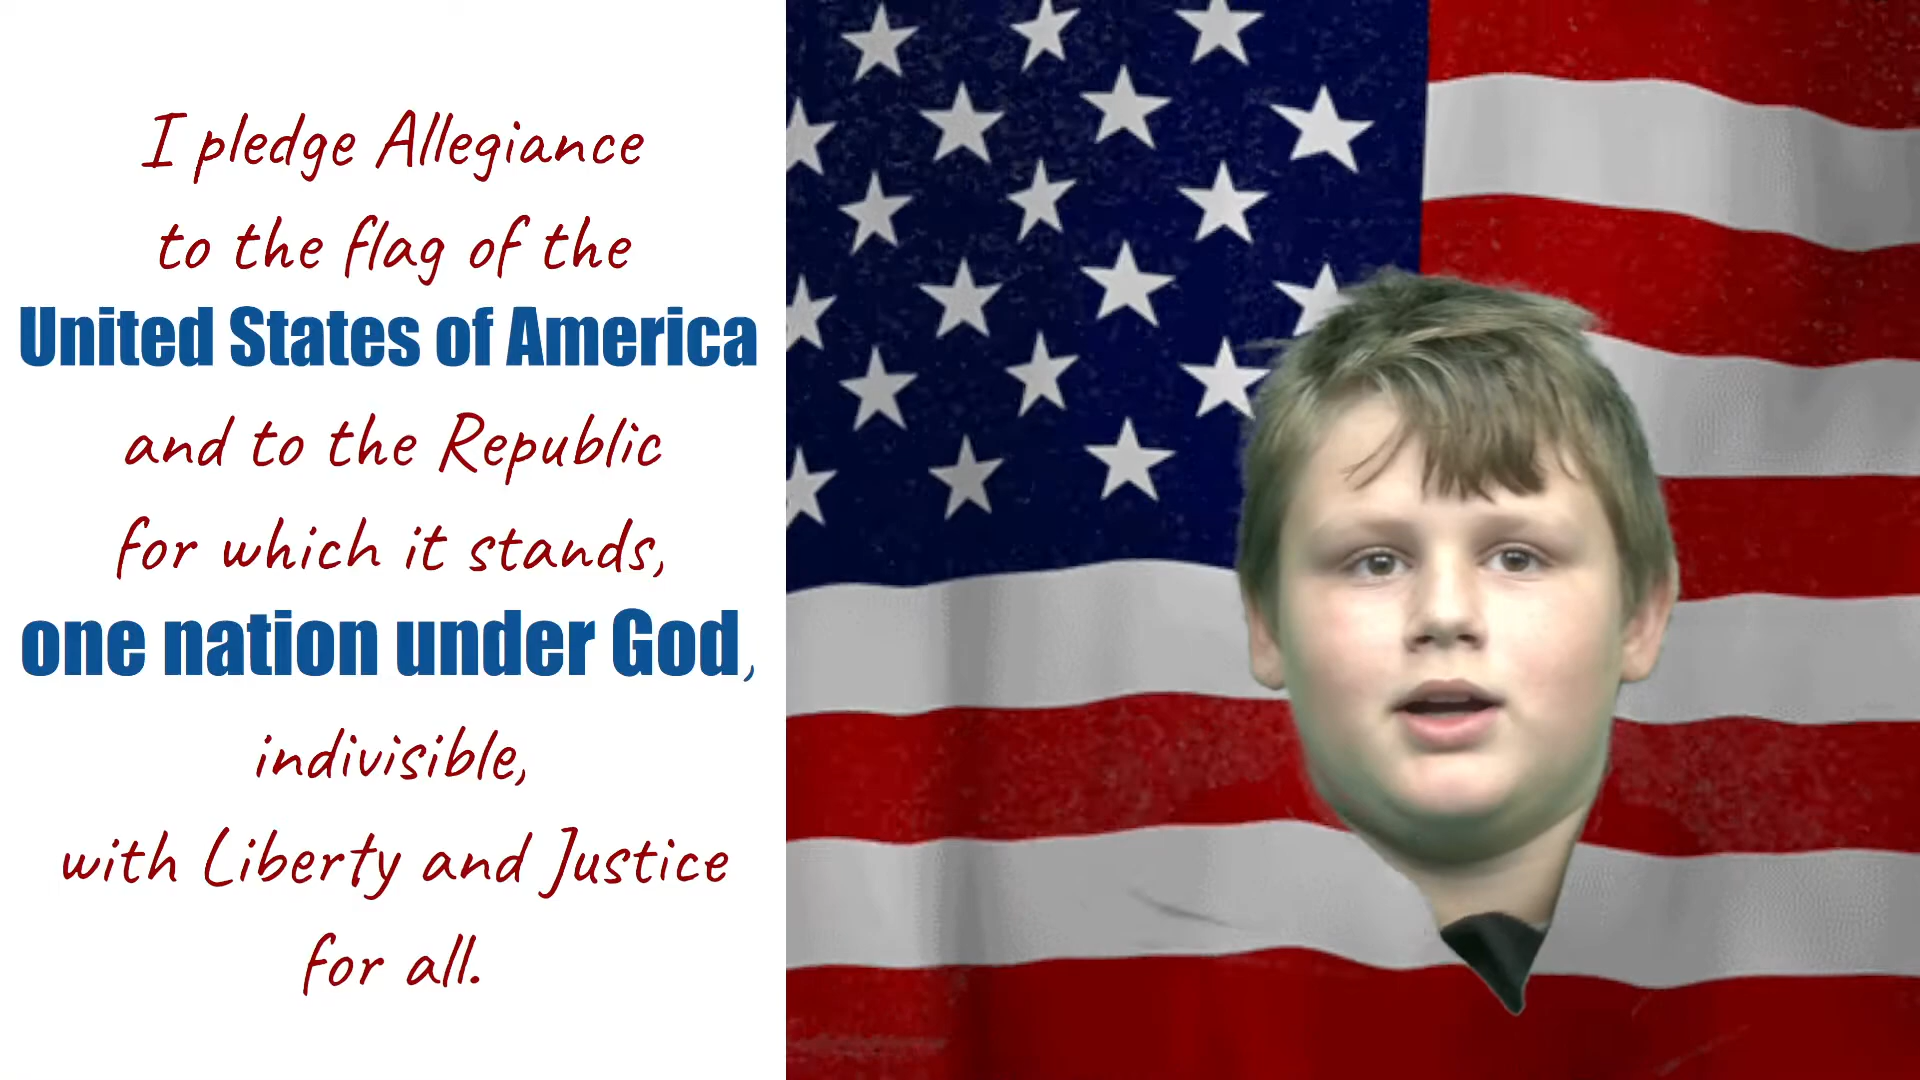 I pledge Allegiance
to the flag of the
United States of America
and to the Republic
for which it stands,
one nation under God,
indivisible,
with Liberty and Justice
for all.